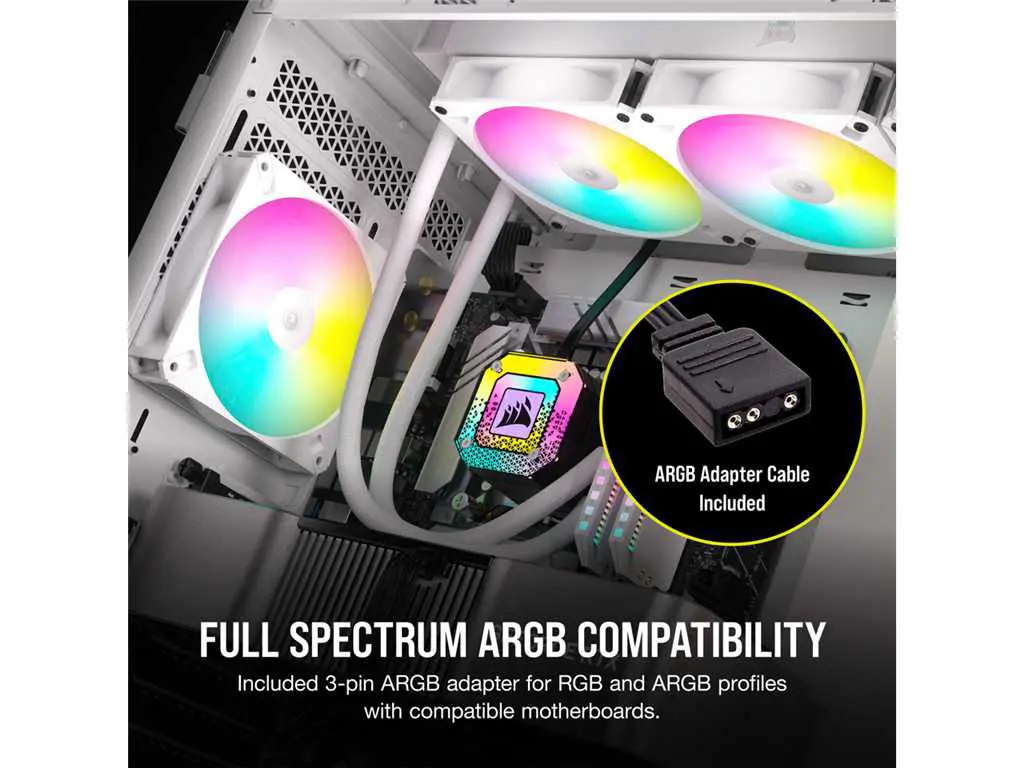 ARGB Adapter Cable
Included
FULL SPECTRUM ARGB COMPATIBILITY
Included 3-pin ARGB adapter for RGB and ARGB profiles
with compatible motherboards.